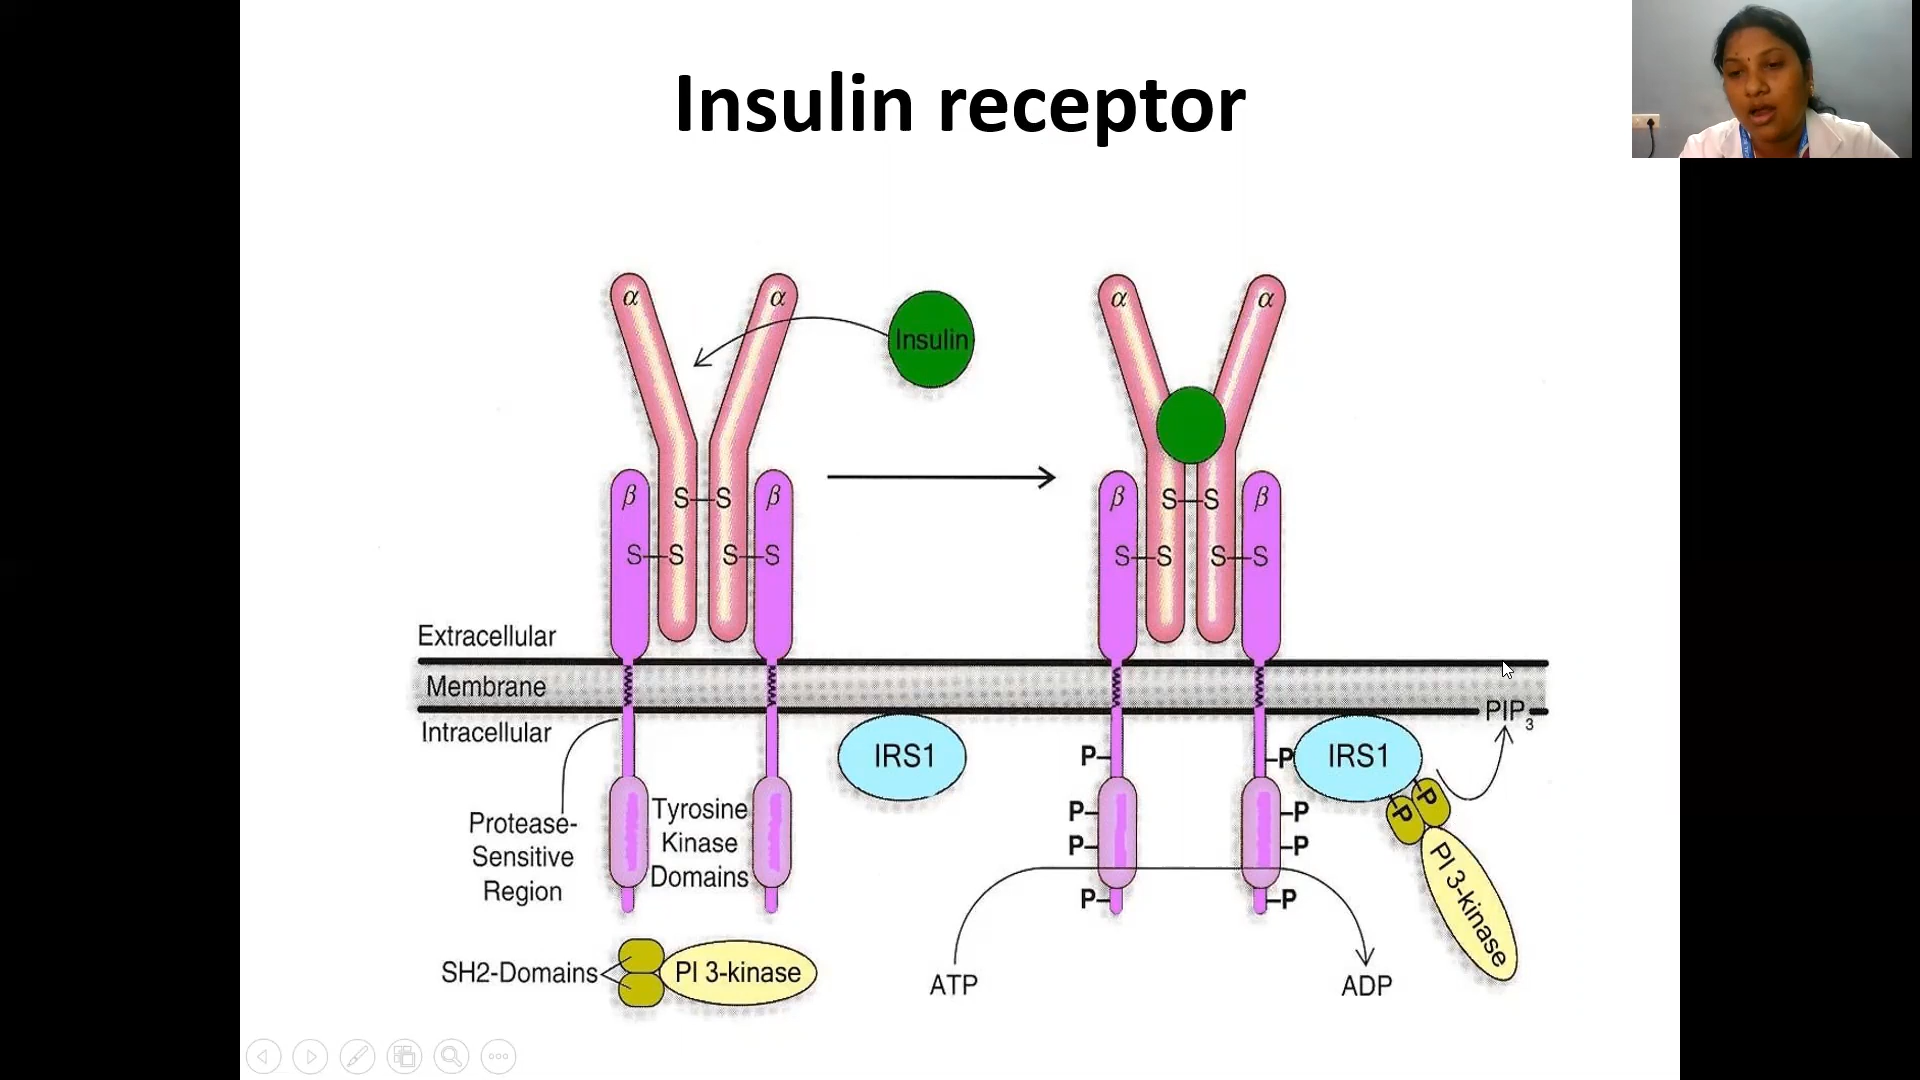 Insulin receptor
α
α
Insulin
α
α
β
S—S
β
β
S—S
β
S—S
S—S
S—S
S—S
Extracellular
Membrane
Intracellular
PIP3
IRS1
P
P
IRS1
Protease-
Sensitive
Region
Tyrosine
Kinase
Domains
P
P
P
P
P
P
P
P
PI 3-kinase
P
P
SH2-Domains
PI 3-kinase
ATP
ADP